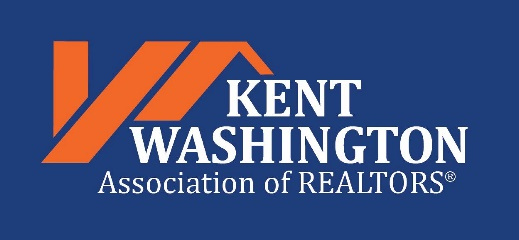 KENT
WASHINGTON
Association of REALTORS®